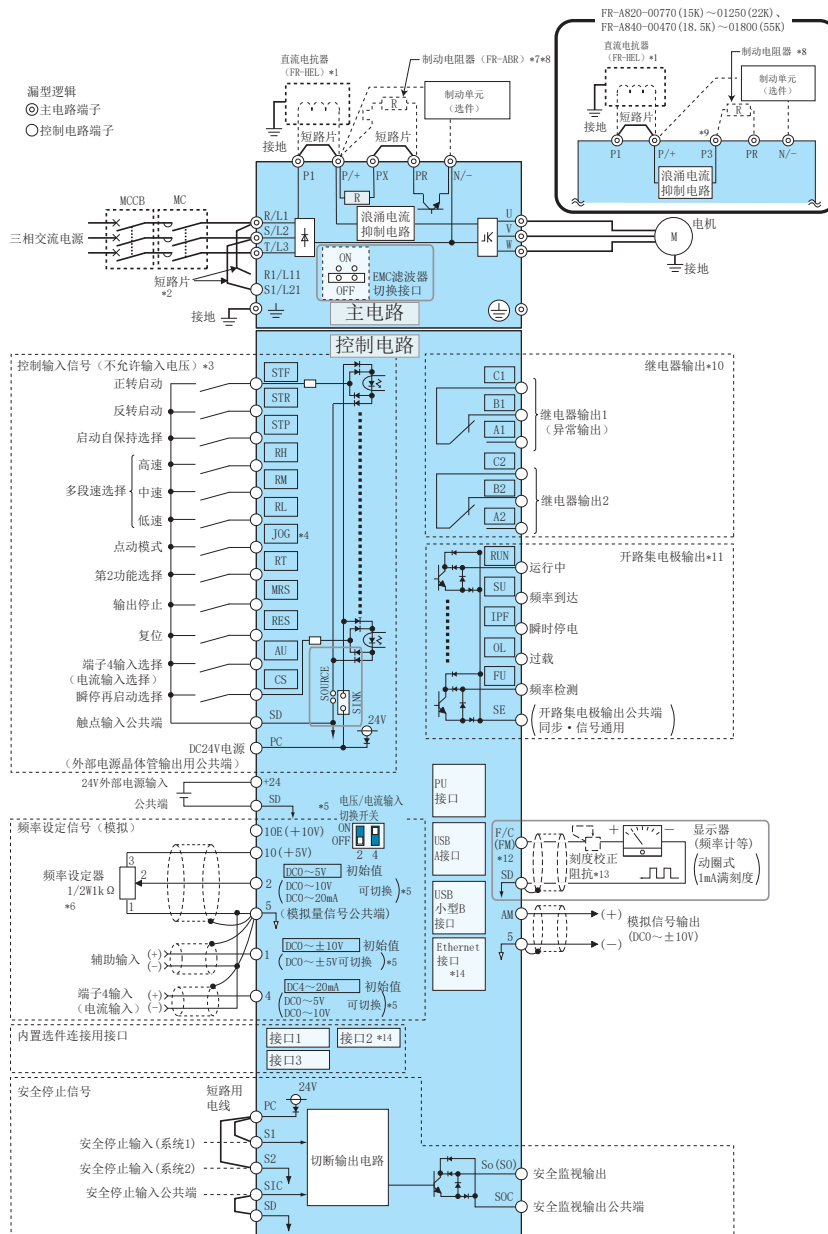 FR-A820-00770(15K)～01250(22K)、
FR-A840-00470(18.5K)～01800(55K)
直流电抗器
(FR-HEL) *1
制动电阻器 *8
制动单元
(选件)
R
接地
短路片
*9
P1
P/+
P3
PR
N/-
浪涌电流
抑制电路
漏型逻辑
主电路端子
控制电路端子
直流电抗器
(FR-HEL) *1
制动电阻器 (FR-ABR)*7*8
制动单元
(选件)
R
接地
短路片
短路片
P1
P/+
PX
PR
N/-
R
浪涌电流
抑制电路
MCCB
MC
三相交流电源
R/L1
S/L2
T/L3
R1/L11
S1/L21
短路片
*2
接地
ON
OFF
EMC滤波器
切换接口
主电路
U
V
W
电机
M
接地
控制电路
控制输入信号（不允许输入电压）*3
正转启动
STF
反转启动
STR
启动自保持选择
STP
多段速选择
高速
RH
中速
RM
低速
RL
点动模式
JOG *4
第2功能选择
RT
输出停止
MRS
复位
RES
端子4输入选择
(电流输入选择)
AU
瞬停再启动选择
CS
触点输入公共端
SD
SOURCE
SINK
24V
DC24V电源
PC
(外部电源晶体管输出用公共端)
24V外部电源输入
+24
公共端
SD
继电器输出*10
C1
B1
A1
继电器输出1
(异常输出)
C2
B2
A2
继电器输出2
开路集电极输出*11
RUN
运行中
SU
频率到达
IPF
瞬时停电
OL
过载
FU
频率检测
SE
开路集电极输出公共端
同步・信号通用
频率设定信号（模拟）
*5
电压/电流输入
切换开关
ON
OFF
2 4
10E(＋10V)
10(＋5V)
频率设定器
1/2W1kΩ
*6
3
2
1
2
DC0～5V 初始值
DC0～10V
DC0～20mA
可切换 *5
5
(模拟量信号公共端)
辅助输入
(+)
(-)
1
DC0～±10V 初始值
DC0～±5V可切换 *5
端子4输入
(电流输入)
(+)
(-)
4
DC4～20mA 初始值
DC0～5V
DC0～10V
可切换 *5
PU
接口
USB
A接口
USB
小型B
接口
Ethernet
接口
*14
F/C
(FM)
*12
SD
刻度校正
阻抗*13
+
-
显示器
(频率计等)
动圈式
1mA满刻度
AM
5
(+)
(-)
模拟信号输出
(DC0～±10V)
内置选件连接用接口
接口1
接口2 *14
接口3
安全停止信号
短路用
电线
PC
24V
安全停止输入(系统1)
S1
安全停止输入(系统2)
S2
安全停止输入公共端
SIC
SD
切断输出电路
So(SO)
安全监视输出
SOC
安全监视输出公共端